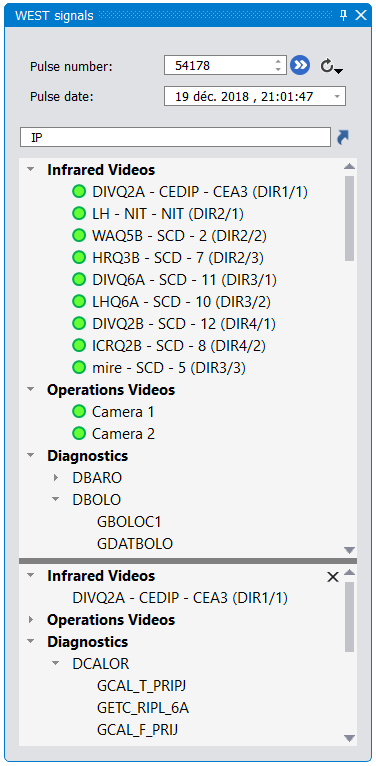 WEST signals
Pulse number: 54178
Pulse date: 19 déc. 2018 , 21:01:47
IP
Infrared Videos
DIVQ2A - CEDIP - CEA3 (DIR1/1)
LH - NIT - NIT (DIR2/1)
WAQ5B - SCD - 2 (DIR2/2)
HRQ3B - SCD - 7 (DIR2/3)
DIVQ6A - SCD - 11 (DIR3/1)
LHQ6A - SCD - 10 (DIR3/2)
DIVQ2B - SCD - 12 (DIR4/1)
ICRQ2B - SCD - 8 (DIR4/2)
mire - SCD - 5 (DIR3/3)
Operations Videos
Camera 1
Camera 2
Diagnostics
DBARO
DBOLO
GBOLOC1
GDATBOLO
Infrared Videos
DIVQ2A - CEDIP - CEA3 (DIR1/1)
Operations Videos
Diagnostics
DCALOR
GCAL_T_PRIPJ
GETC_RIPL_6A
GCAL_F_PRIJ